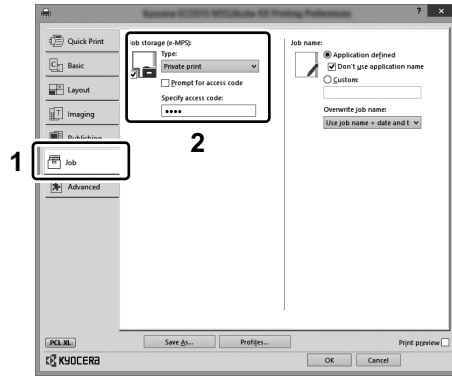 ? ×
Quick Print
Basic
Layout
Imaging
Publishing
1
Job
Advanced
Job storage (e-MPS):
Type:
Private print
Prompt for access code
Specify access code:
••••
2
Job name:
Application defined
Don't use application name
Custom:
Overwrite job name:
Use job name + date and t
PCL XL
Save As...
Profiles...
Print preview
KYOCERA
OK
Cancel